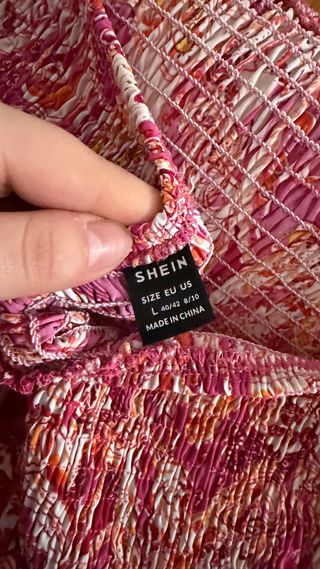 SHEIN
SIZE EU US
L 40/42 8/10
MADE IN CHINA